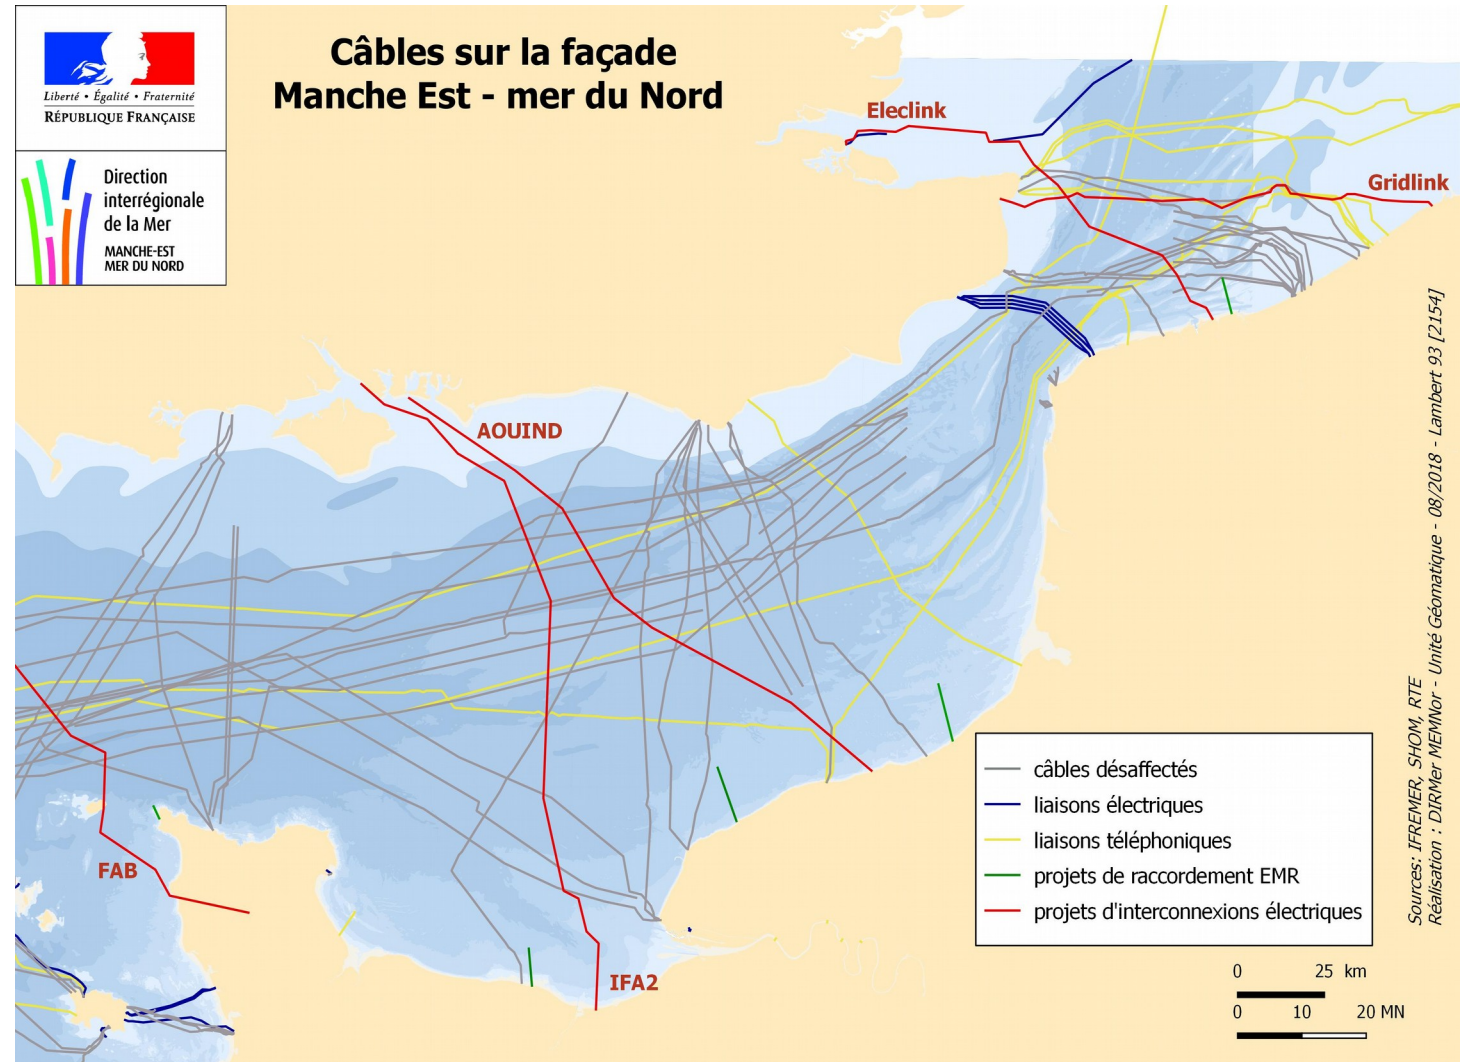 Liberté • Égalité • Fraternité
RÉPUBLIQUE FRANÇAISE
Direction
interrégionale
de la Mer
MANCHE-EST
MER DU NORD
Câbles sur la façade
Manche Est - mer du Nord
Eleclink
Gridlink
AOUIND
FAB
IFA2
câbles désaffectés
liaisons électriques
liaisons téléphoniques
projets de raccordement EMR
projets d'interconnexions électriques
0 25 km
0 10 20 MN
Sources: IFREMER, SHOM, RTE
Réalisation : DIRMer MEMNor - Unité Géomatique - 08/2018 - Lambert 93 [2154]